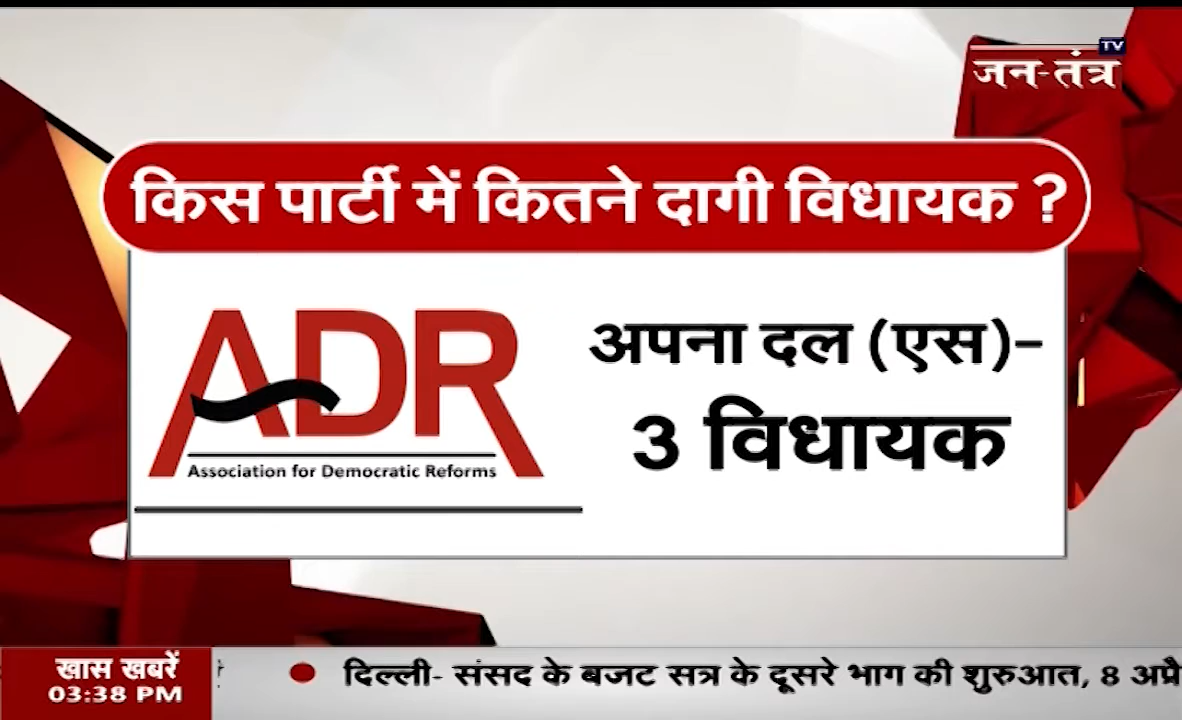 TV
जन-तंत्र
किस पार्टी में कितने दागी विधायक ?
ADR
Association for Democratic Reforms
अपना दल (एस)-
3 विधायक
खास खबरें
03:38 PM
दिल्ली- संसद के बजट सत्र के दूसरे भाग की शुरुआत, 8